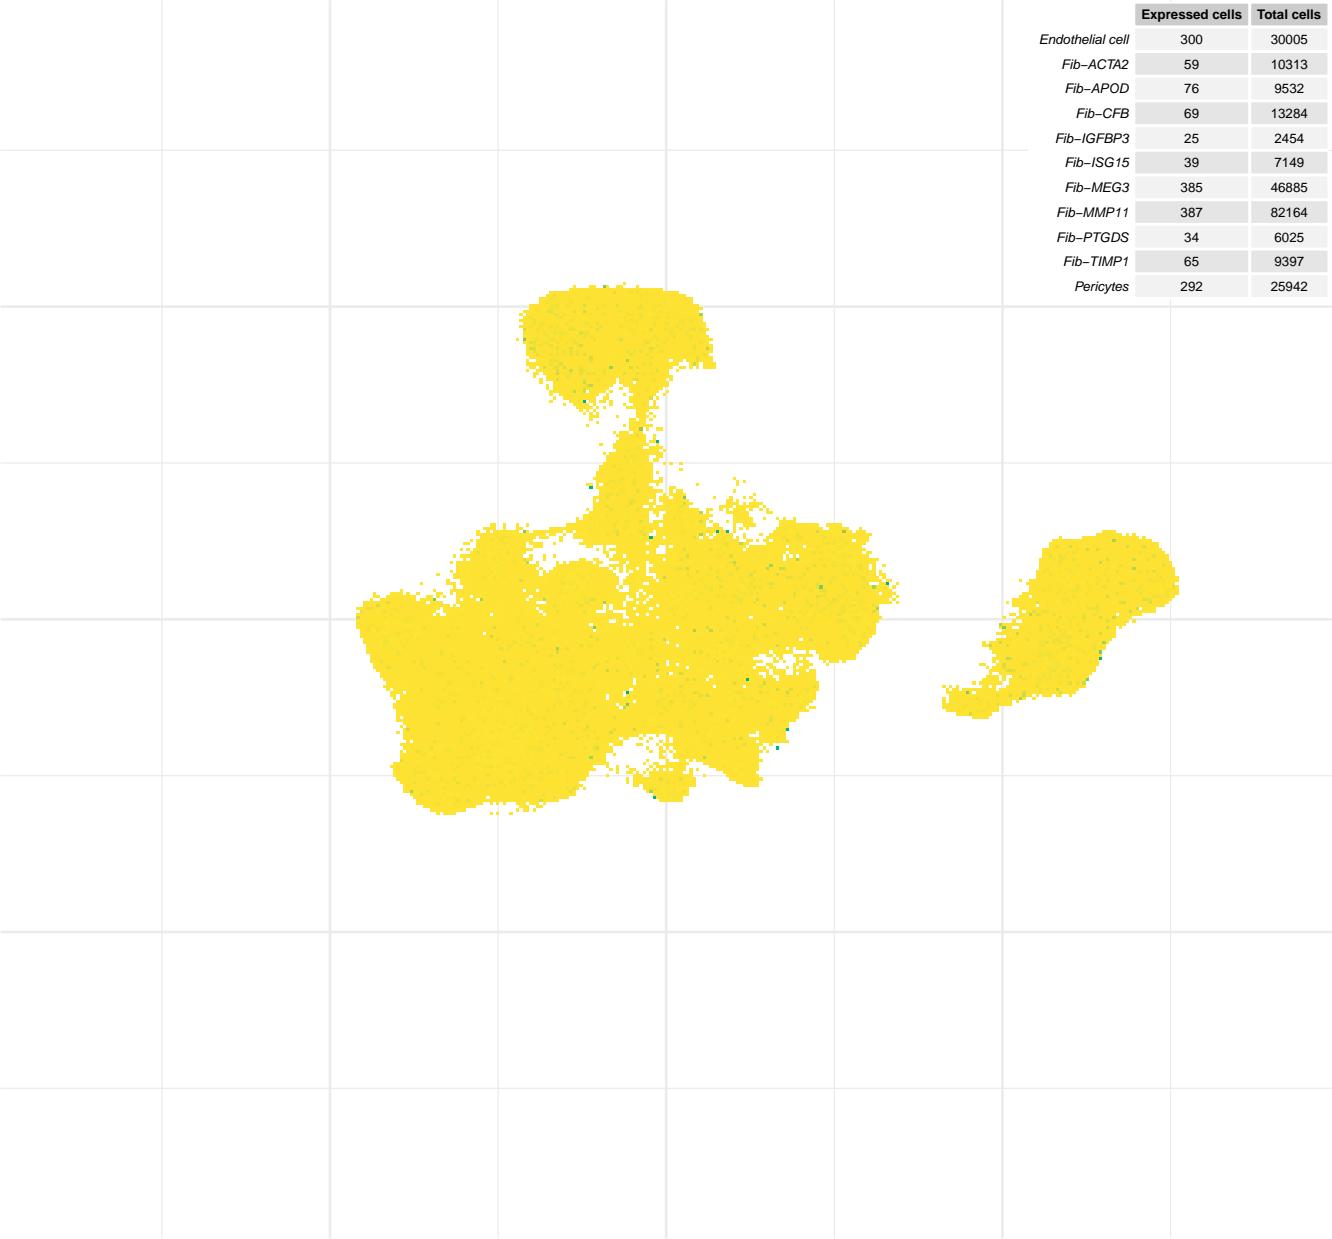 Expressed cells Total cells
Endothelial cell 300 30005
Fib−ACTA2 59 10313
Fib−APOD 76 9532
Fib−CFB 69 13284
Fib−IGFBP3 25 2454
Fib−ISG15 39 7149
Fib−MEG3 385 46885
Fib−MMP11 387 82164
Fib−PTGDS 34 6025
Fib−TIMP1 65 9397
Pericytes 292 25942